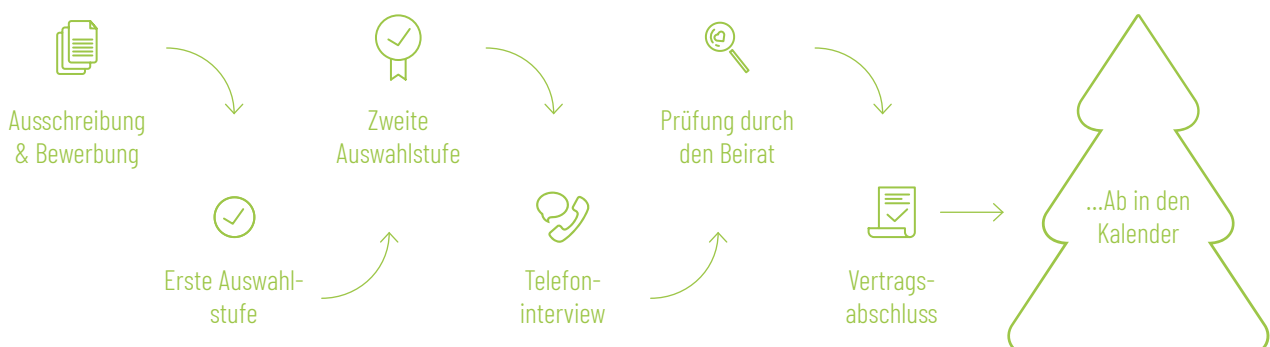 Ausschreibung
& Bewerbung
Erste Auswahl-
stufe
Zweite
Auswahlstufe
Telefon-
interview
Prüfung durch
den Beirat
Vertrags-
abschluss
...Ab in den
Kalender